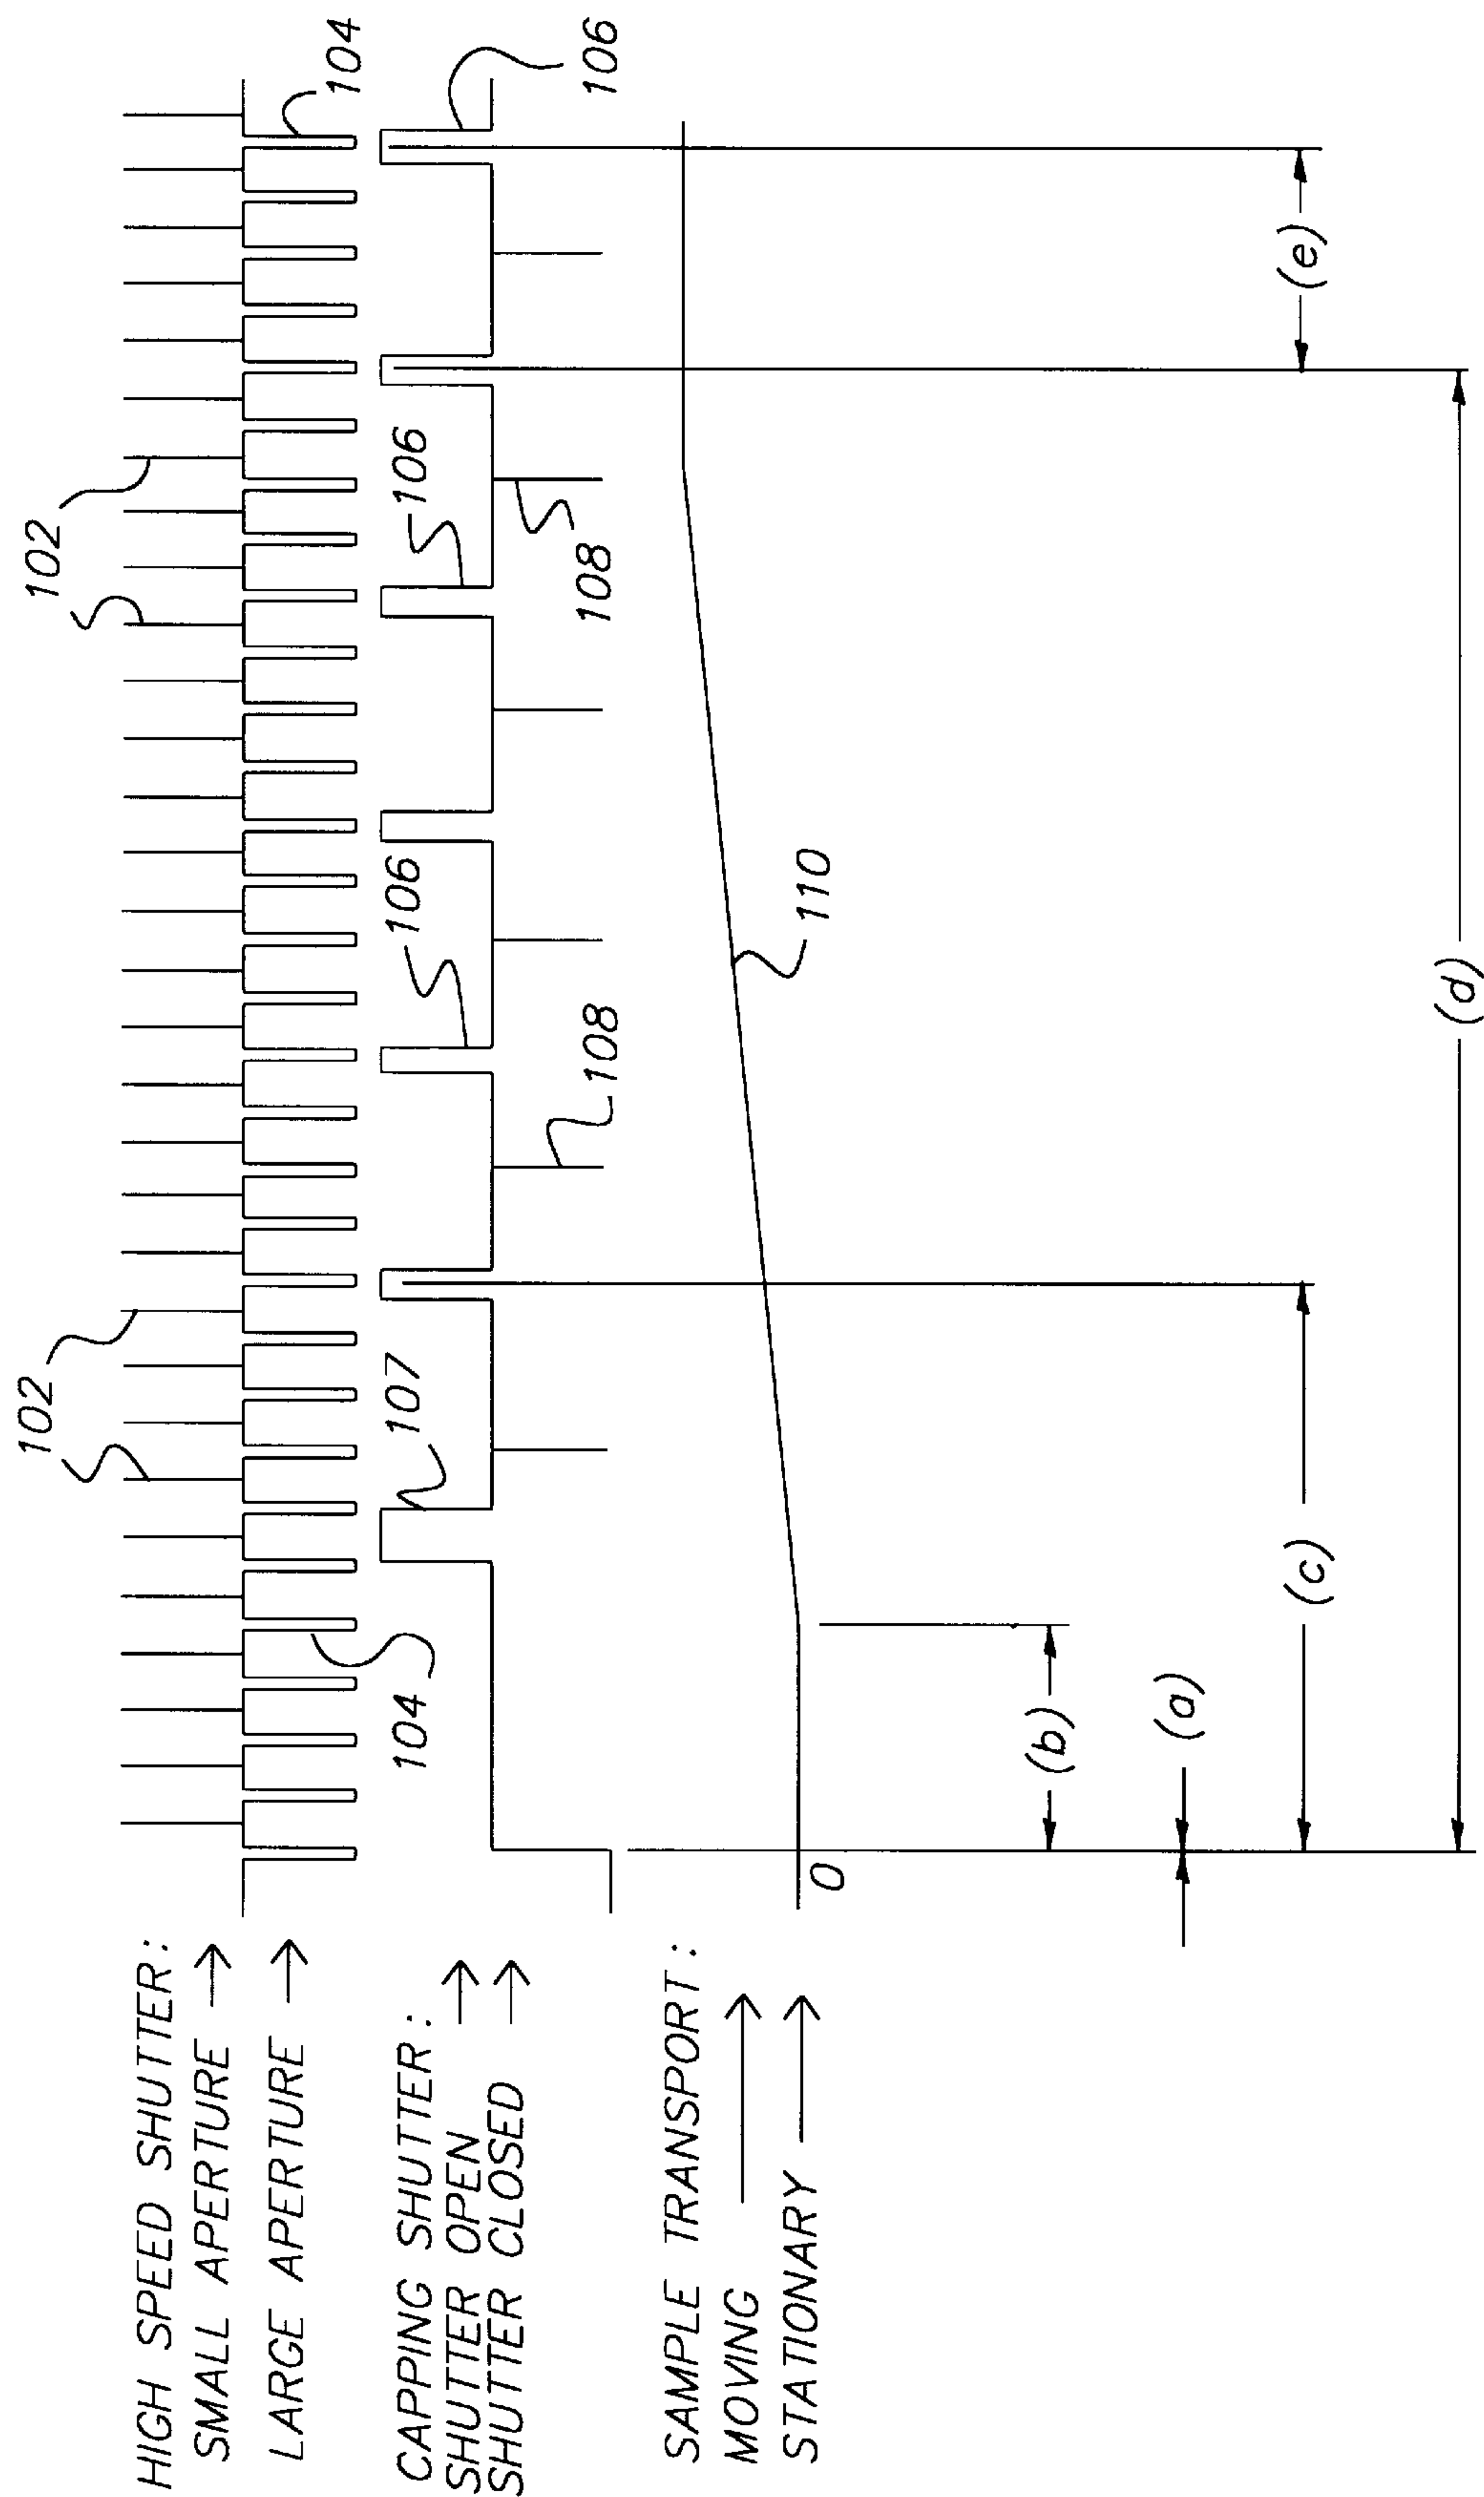 HIGH SPEED SHUTTER:
SMALL APERTURE
LARGE APERTURE
CAPPING SHUTTER:
SHUTTER OPEN
SHUTTER CLOSED
SAMPLE TRANSPORT:
MOVING
STATIONARY
102
102
104
104
107
106
106
106
108
108
110
0
(b)
(a)
(c)
(d)
(e)